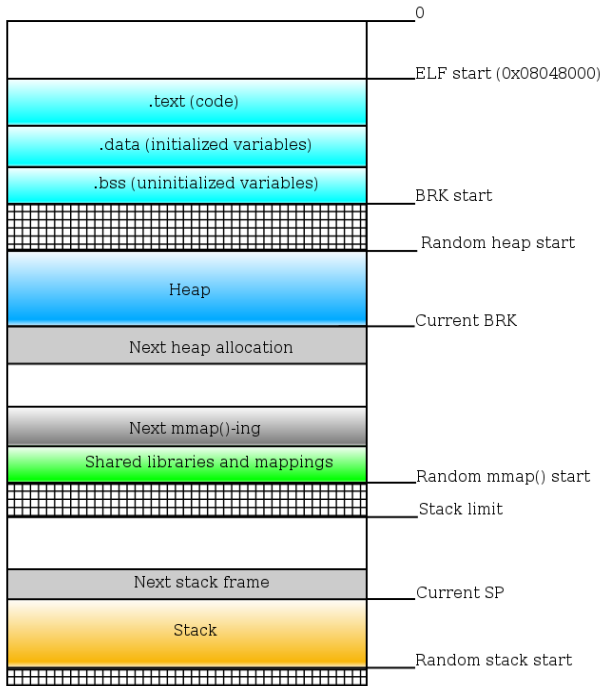 0
ELF start (0x08048000)
.text (code)
.data (initialized variables)
.bss (uninitialized variables)
BRK start
Random heap start
Heap
Current BRK
Next heap allocation
Next mmap()-ing
Shared libraries and mappings
Random mmap() start
Stack limit
Next stack frame
Current SP
Stack
Random stack start